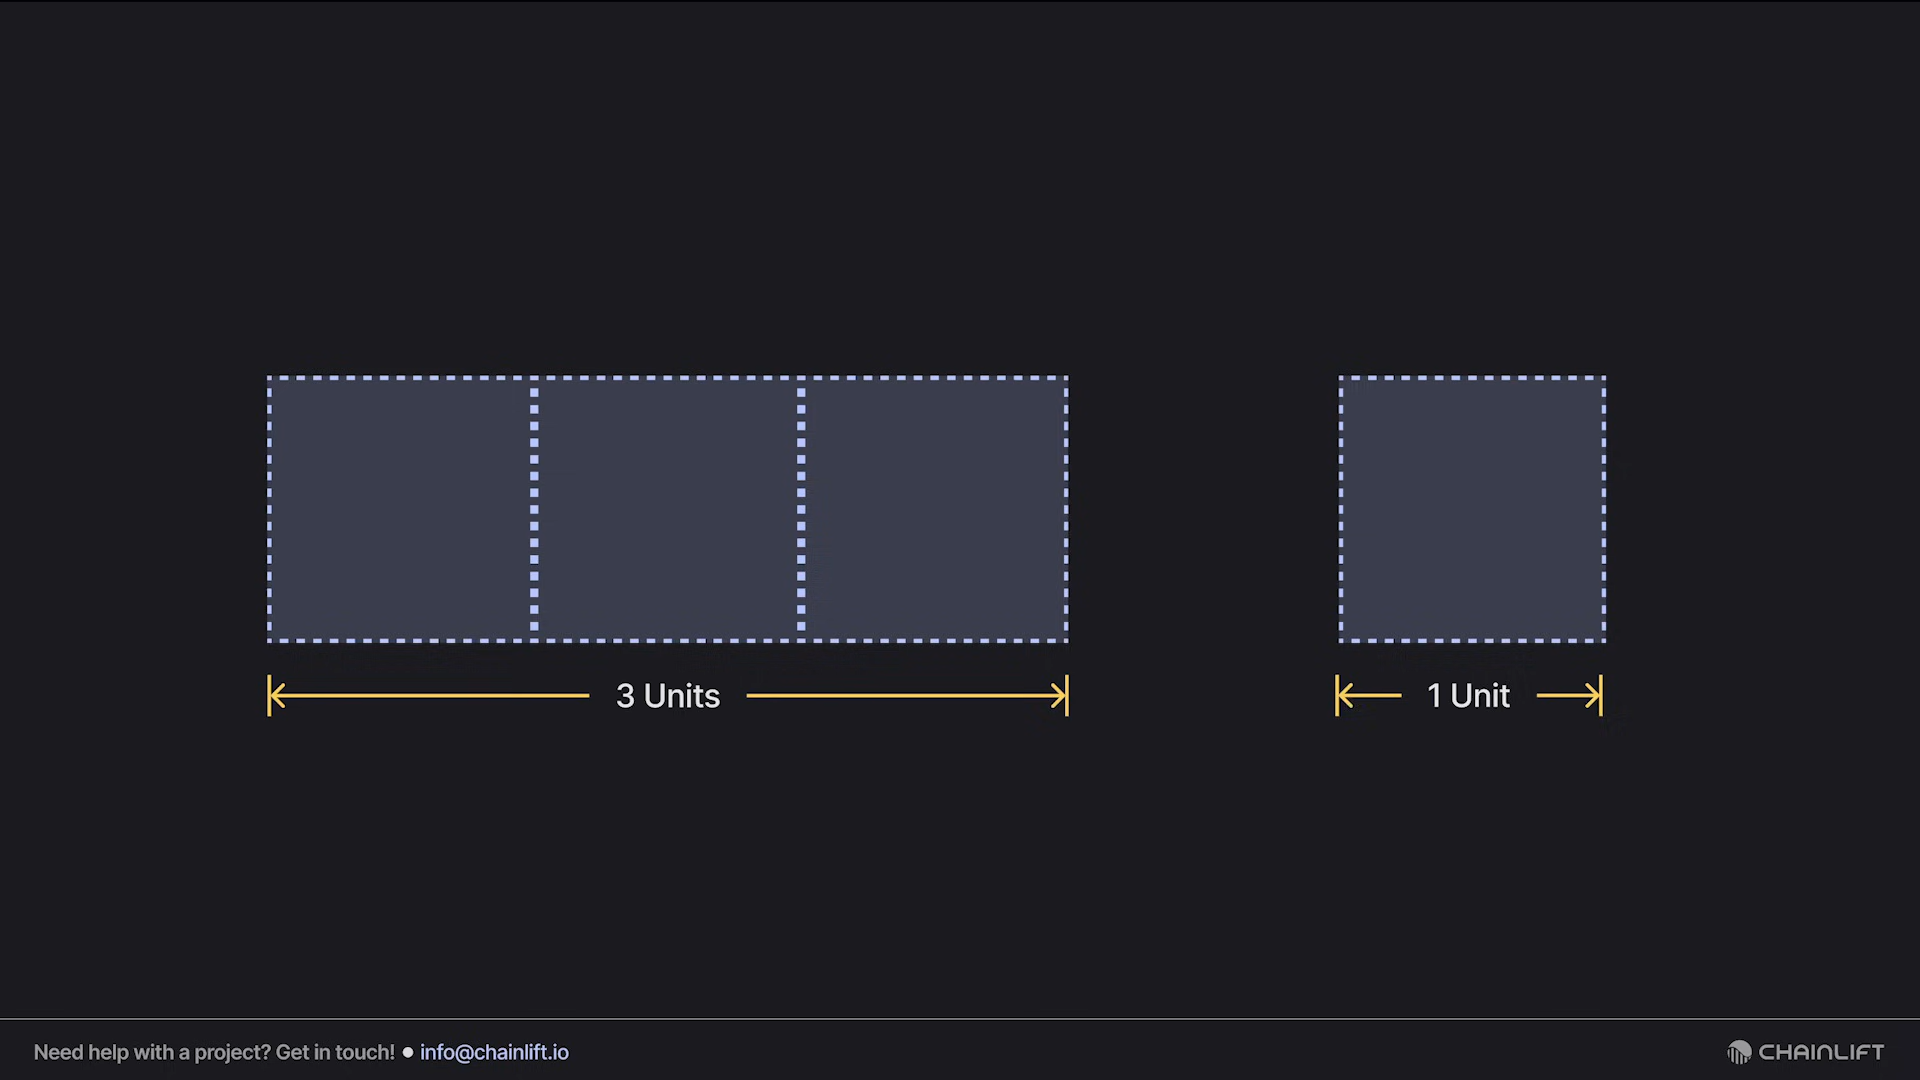 3 Units
1 Unit
Need help with a project? Get in touch! ● info@chainlift.io
CHAINLIFT